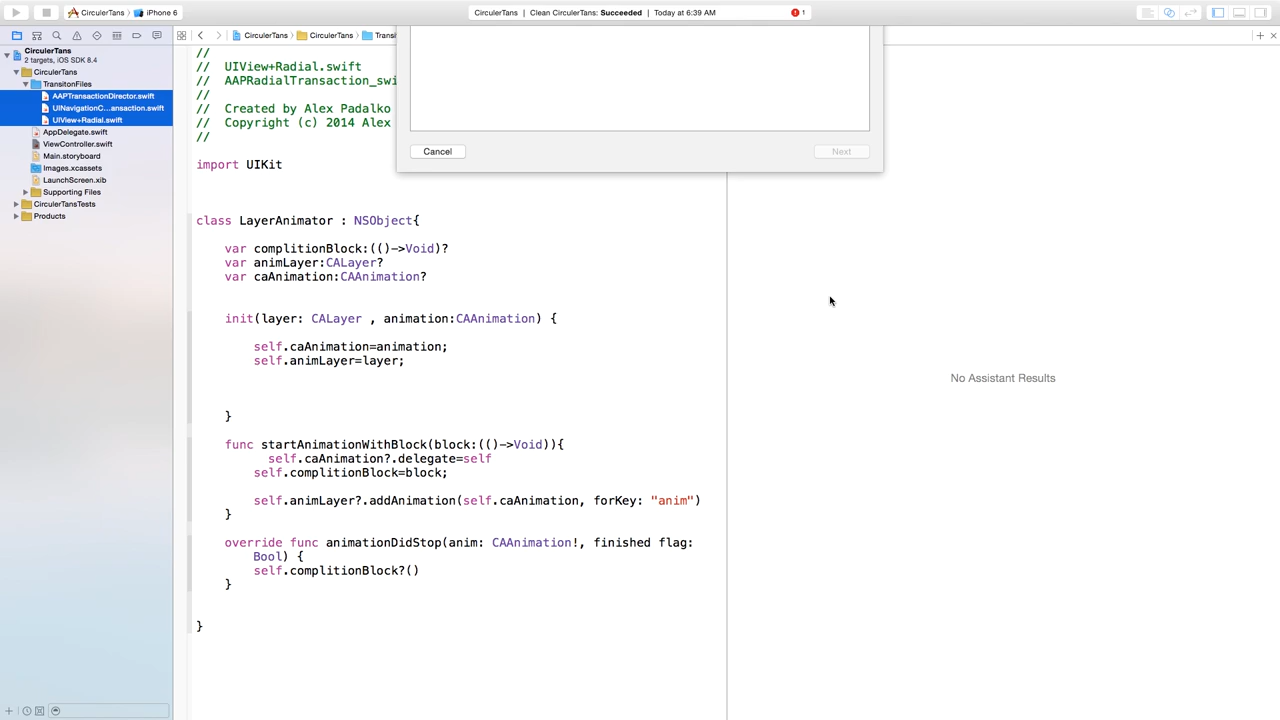 CirculerTans
iPhone 6
CirculerTans | Clean CirculerTans: Succeeded | Today at 6:39 AM
1
CirculerTans
2 targets, iOS SDK 8.4
CirculerTans
TransitonFiles
AAPTransactionDirector.swift
UINavigationC...ansaction.swift
UIView+Radial.swift
AppDelegate.swift
ViewController.swift
Main.storyboard
Images.xcassets
LaunchScreen.xib
Supporting Files
CirculerTansTests
Products
CirculerTans
CirculerTans
Transit
//
// UIView+Radial.swift
// AAPRadialTransaction_swi
//
// Created by Alex Padalko
// Copyright (c) 2014 Alex
//
import UIKit
class LayerAnimator : NSObject{
var complitionBlock:(()->Void)?
var animLayer:CALayer?
var caAnimation:CAAnimation?
init(layer: CALayer , animation:CAAnimation) {
self.caAnimation=animation;
self.animLayer=layer;
}
func startAnimationWithBlock(block:(()->Void)){
self.caAnimation?.delegate=self
self.complitionBlock=block;
self.animLayer?.addAnimation(self.caAnimation, forKey: "anim")
}
override func animationDidStop(anim: CAAnimation!, finished flag:
Bool) {
self.complitionBlock?()
}
}
Cancel
Next
No Assistant Results